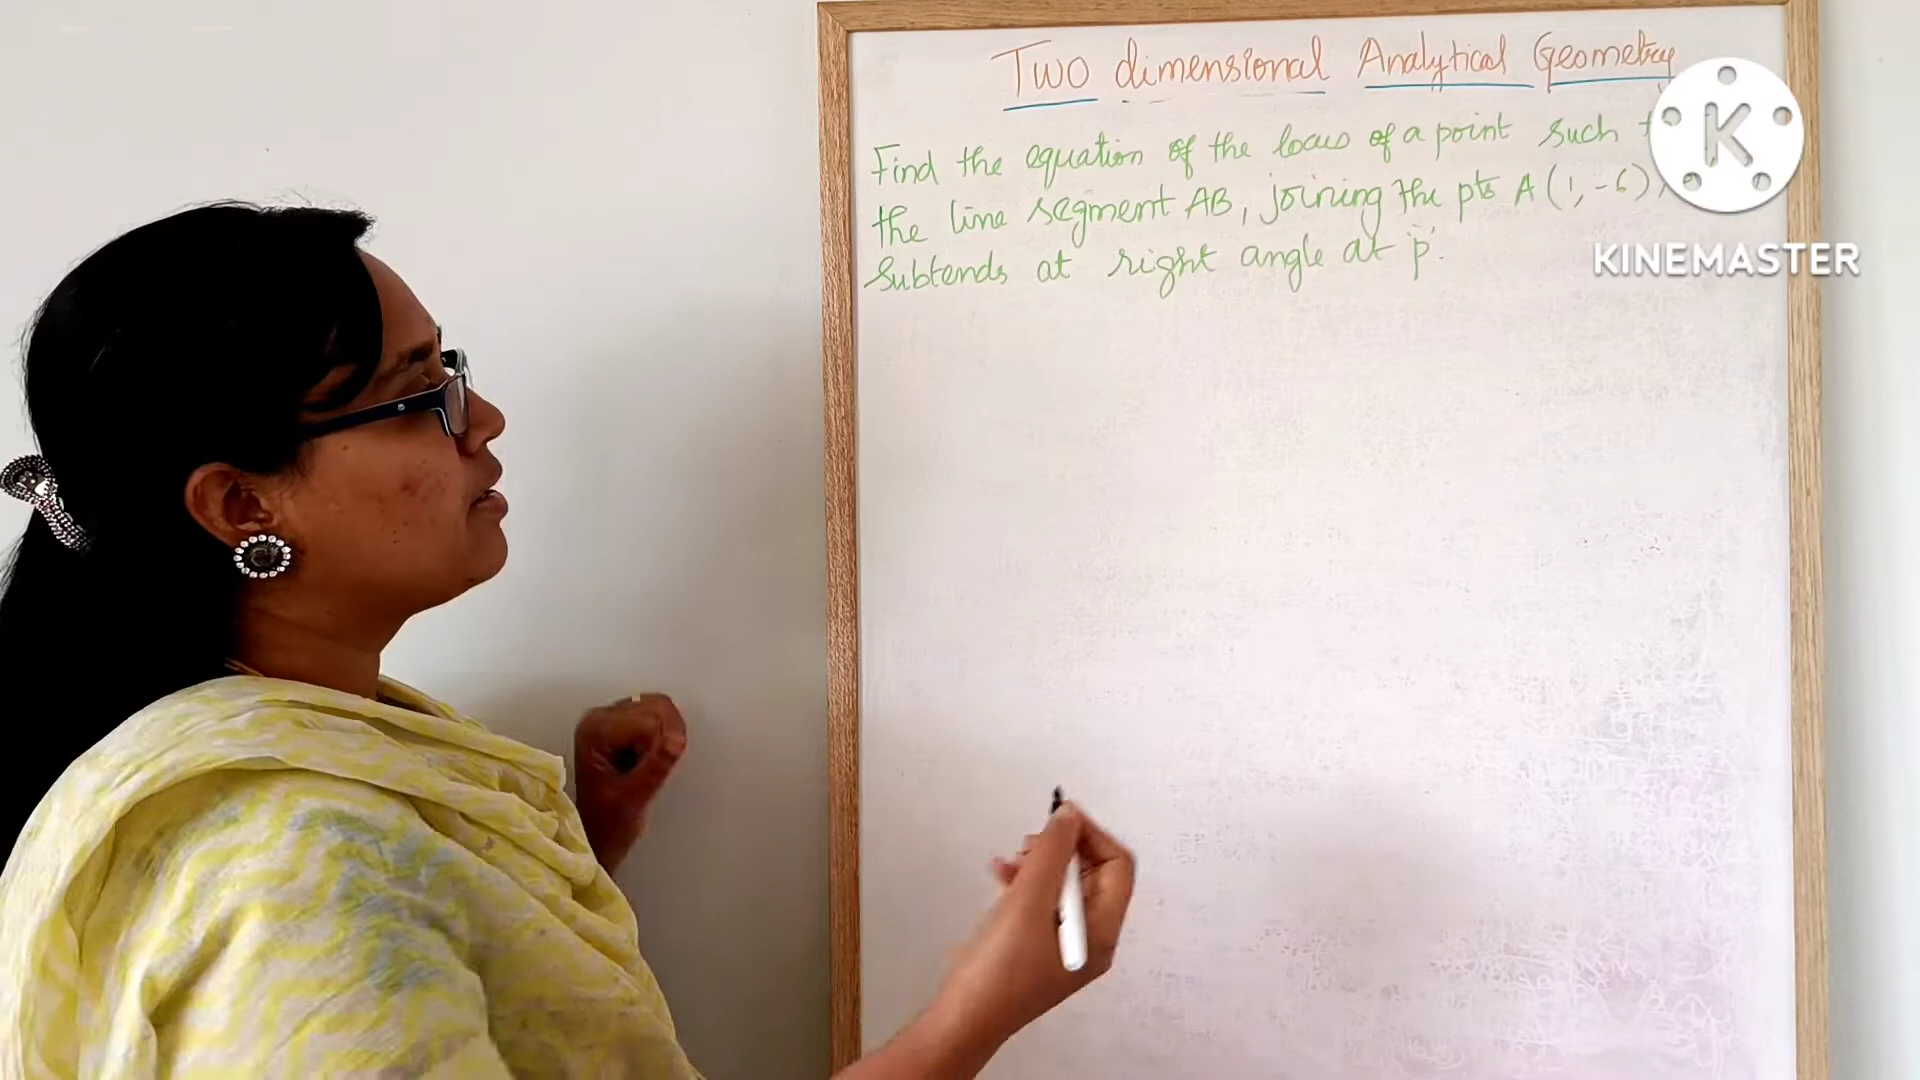 Two dimensional Analytical Geometry
Find the equation of the locus of a point such
the line segment AB, joining the pts A (1, -6)
Subtends at right angle at 'p'.
K
KINEMASTER